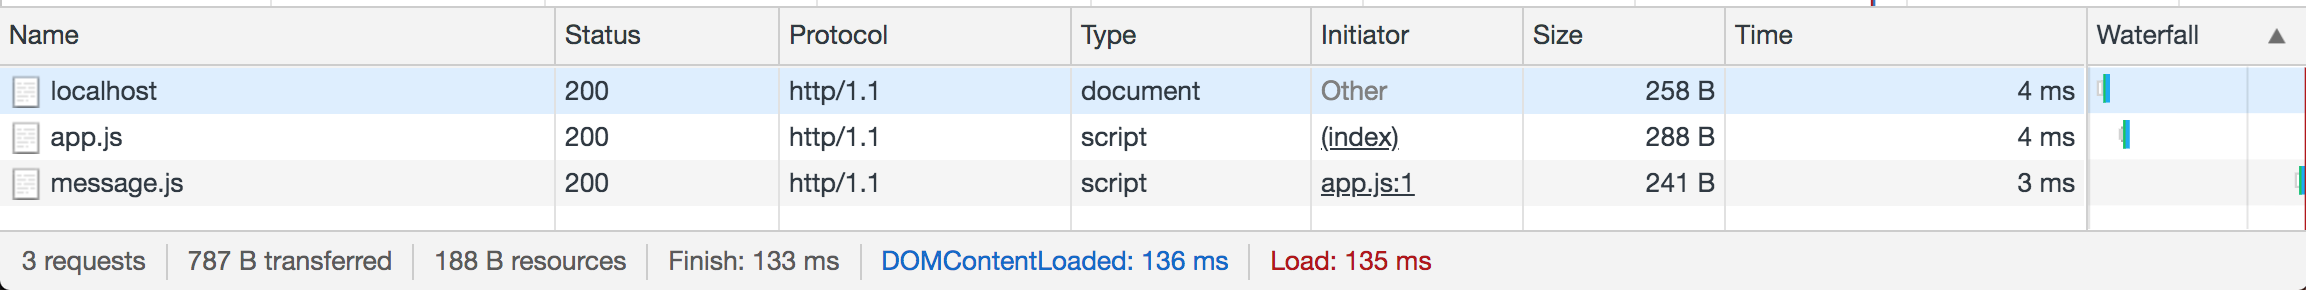 Name Status Protocol Type Initiator Size Time Waterfall ▲
localhost 200 http/1.1 document Other 258 B 4 ms
app.js 200 http/1.1 script (index) 288 B 4 ms
message.js 200 http/1.1 script app.js:1 241 B 3 ms
3 requests 787 B transferred 188 B resources Finish: 133 ms DOMContentLoaded: 136 ms Load: 135 ms